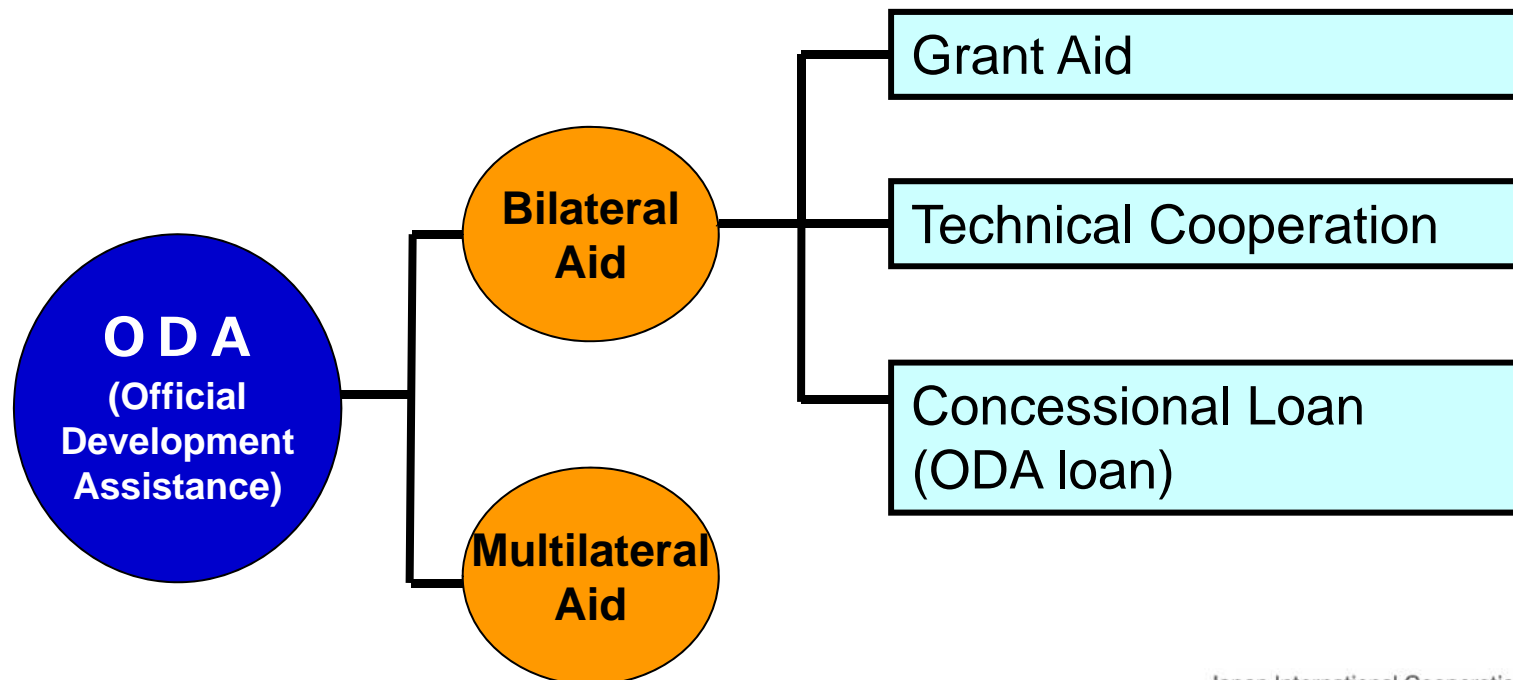 Grant Aid
Bilateral
Aid
Technical Cooperation
O D A
(Official
Development
Assistance)
Concessional Loan
(ODA loan)
Multilateral
Aid